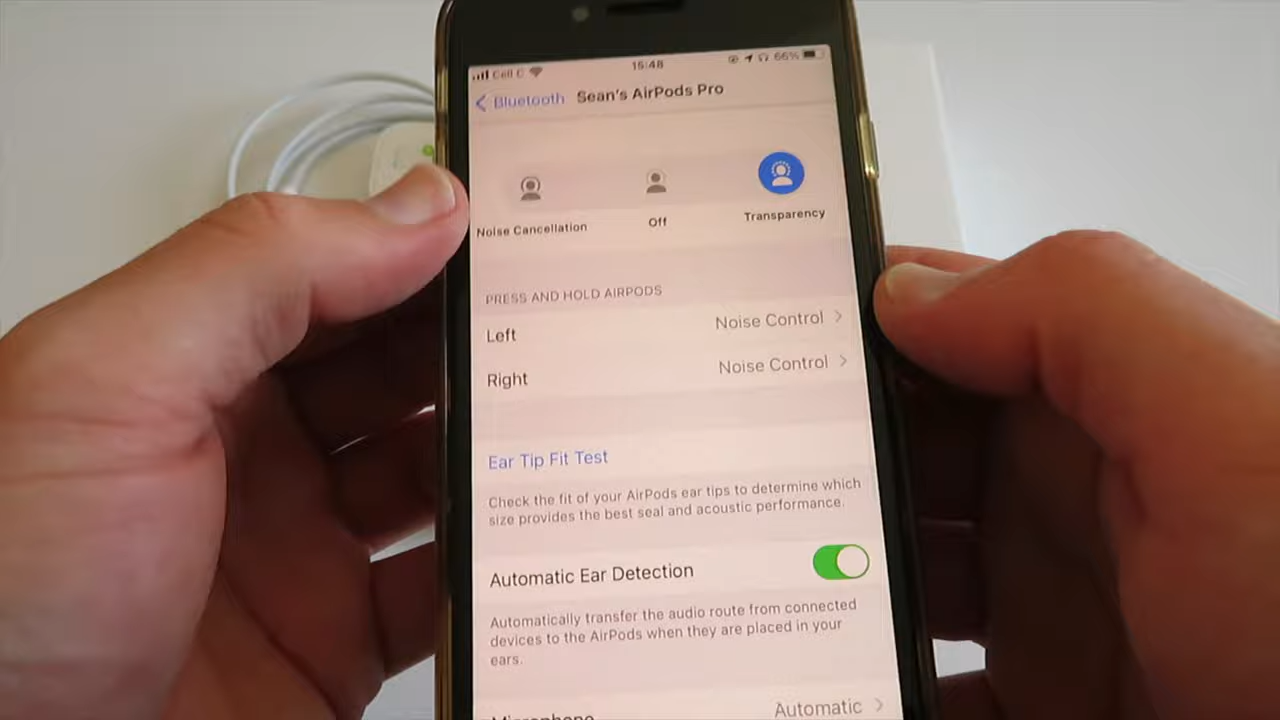 Cell C 15:48 66%
Bluetooth Sean's AirPods Pro
Noise Cancellation Off Transparency
PRESS AND HOLD AIRPODS
Left Noise Control
Right Noise Control
Ear Tip Fit Test
Check the fit of your AirPods ear tips to determine which
size provides the best seal and acoustic performance.
Automatic Ear Detection
Automatically transfer the audio route from connected
devices to the AirPods when they are placed in your
ears.
Microphone Automatic